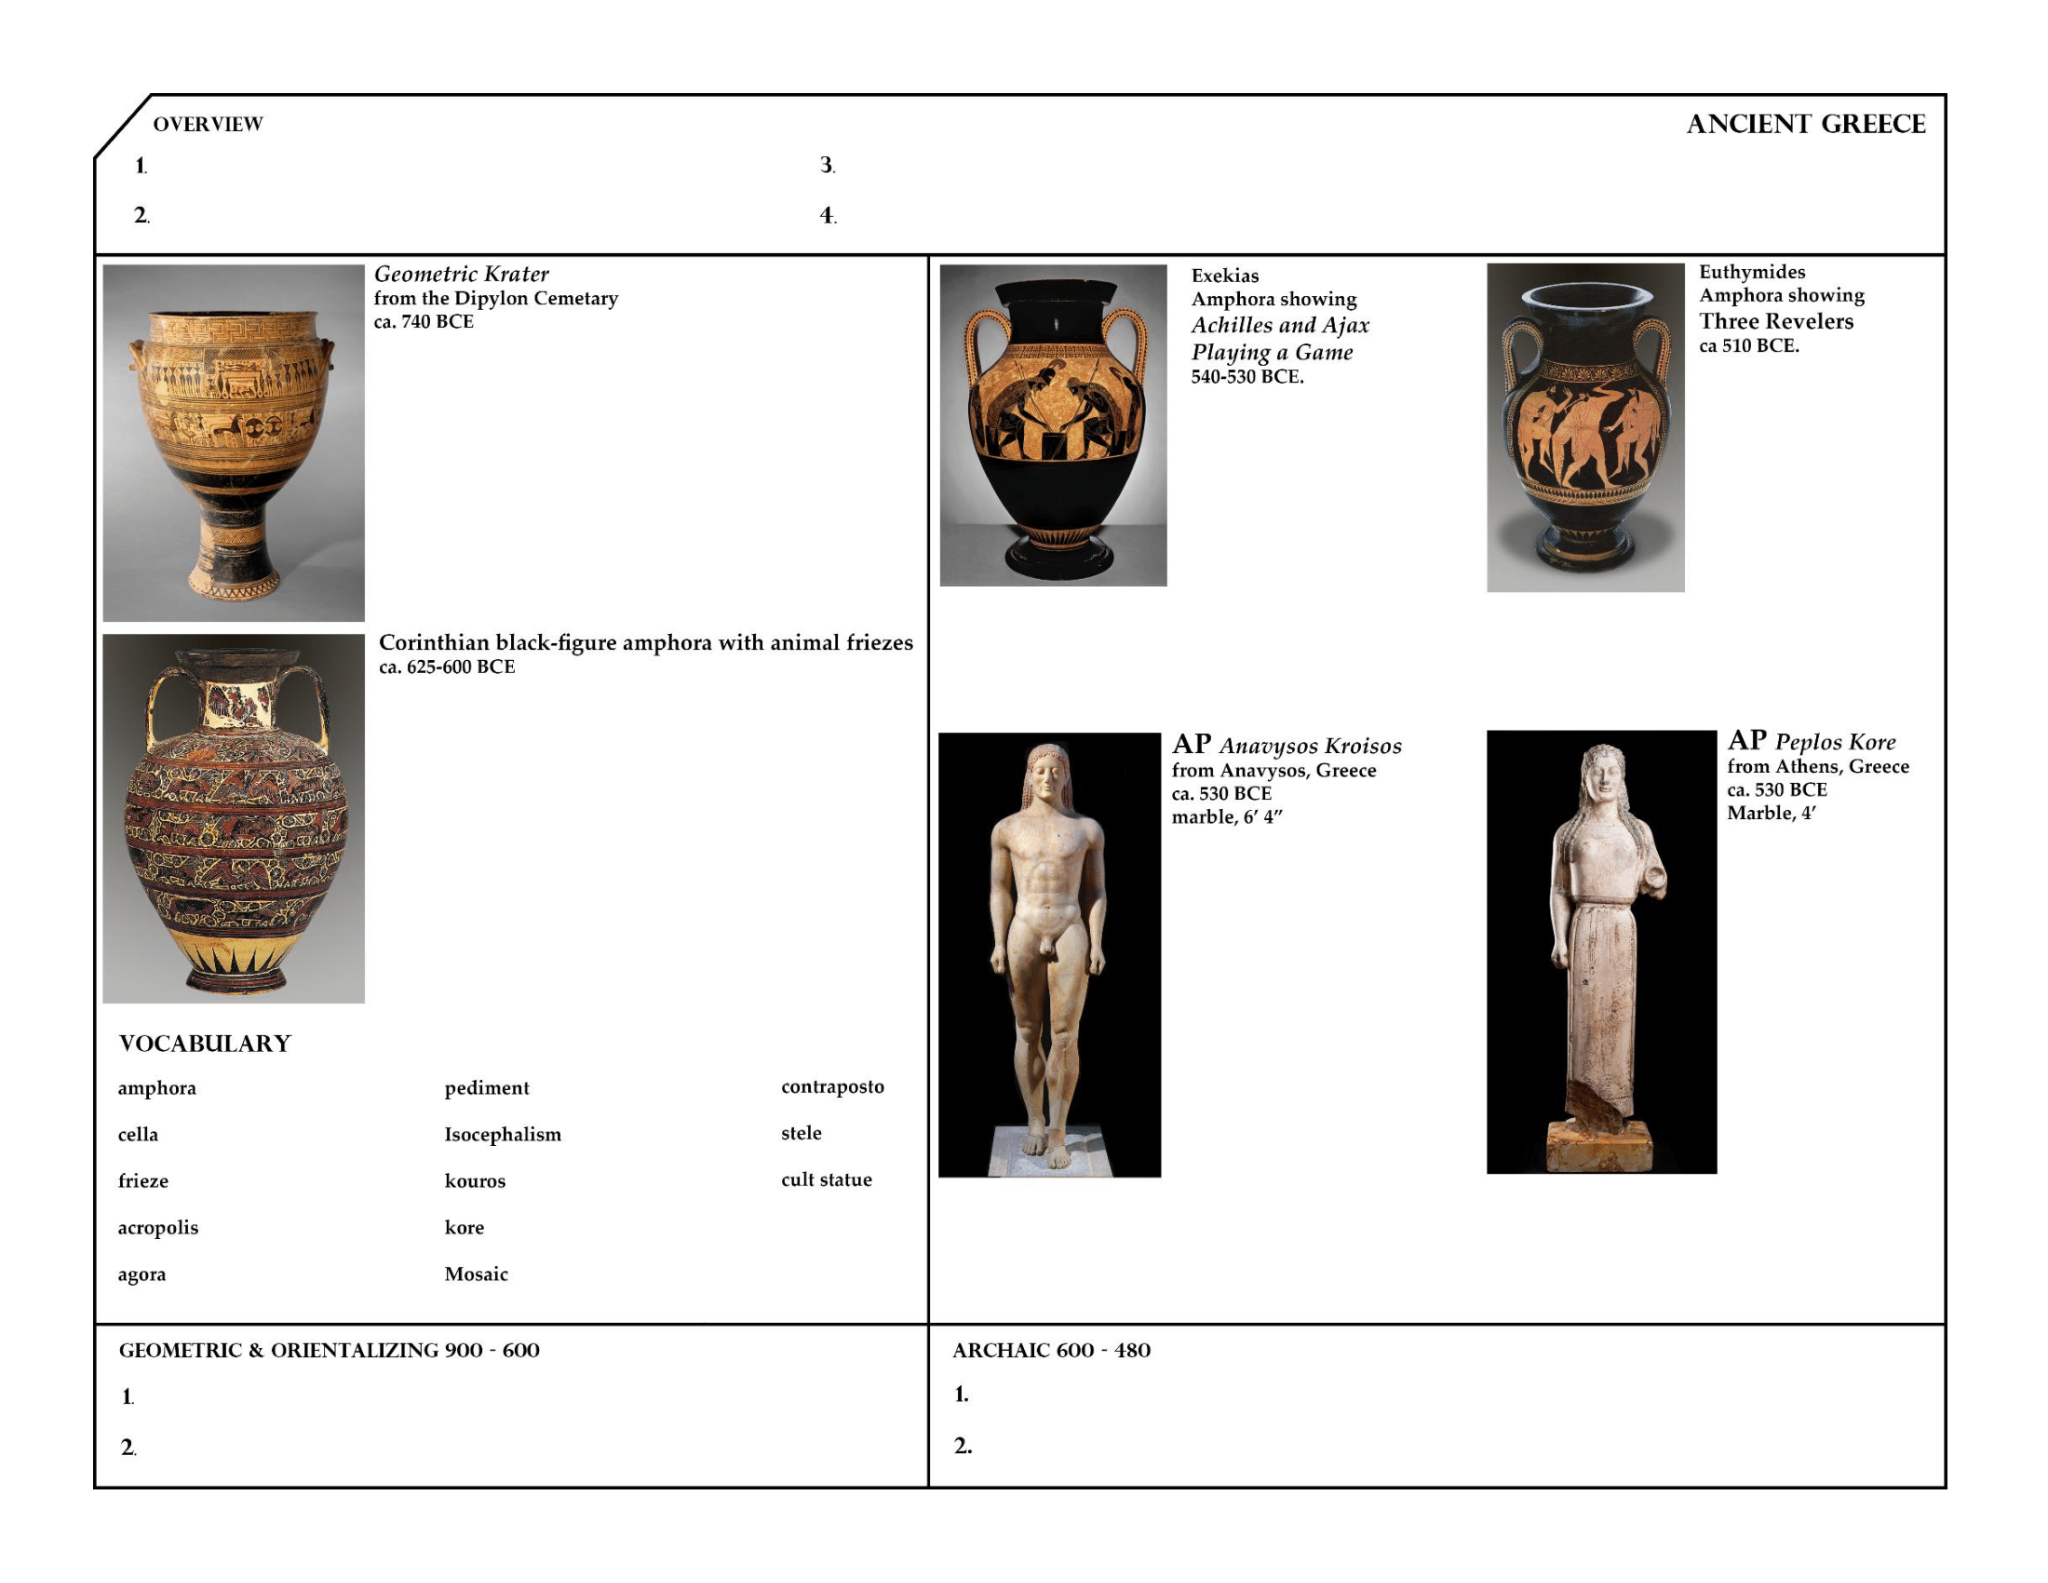 OVERVIEW
ANCIENT GREECE
1.
2.
3.
4.
Geometric Krater
from the Dipylon Cemetary
ca. 740 BCE
Corinthian black-figure amphora with animal friezes
ca. 625-600 BCE
VOCABULARY
amphora
cella
frieze
acropolis
agora
pediment
Isocephalism
kouros
kore
Mosaic
contraposto
stele
cult statue
Exekias
Amphora showing
Achilles and Ajax
Playing a Game
540-530 BCE.
Euthymides
Amphora showing
Three Revelers
ca 510 BCE.
AP Anavysos Kroisos
from Anavysos, Greece
ca. 530 BCE
marble, 6’ 4”
AP Peplos Kore
from Athens, Greece
ca. 530 BCE
Marble, 4’
GEOMETRIC & ORIENTALIZING 900 - 600
1.
2.
ARCHAIC 600 - 480
1.
2.